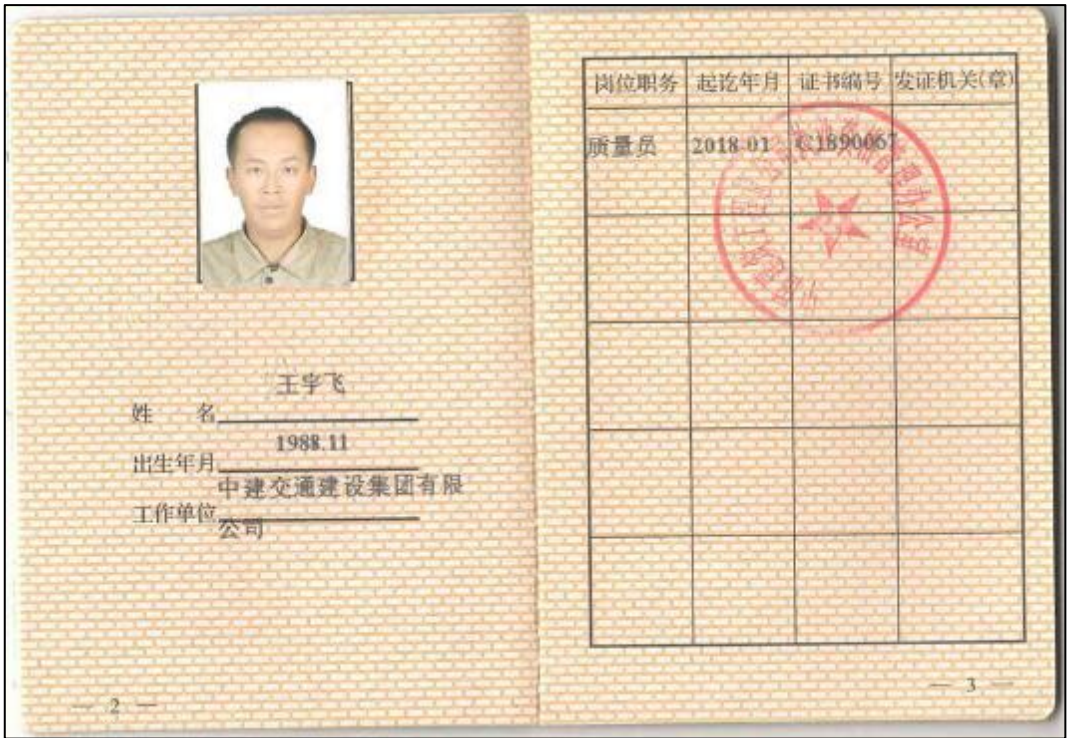 姓 名 王宇飞
出生年月 1988.11
工作单位 中建交通建设集团有限
公司
— 2 —
岗位职务 起讫年月 证书编号 发证机关(章)
质量员 2018 01 C1890067
— 3 —